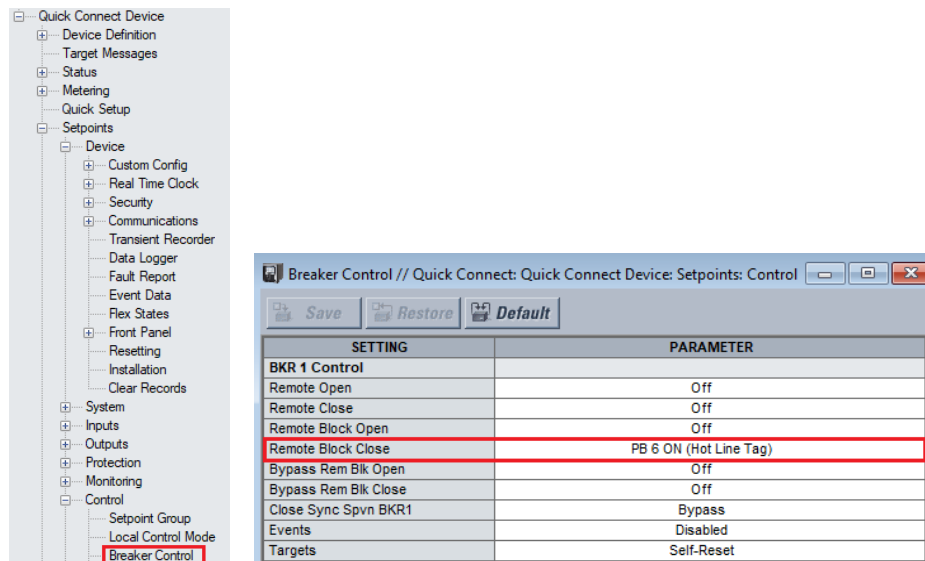 Quick Connect Device
Device Definition
Target Messages
Status
Metering
Quick Setup
Setpoints
Device
Custom Config
Real Time Clock
Security
Communications
Transient Recorder
Data Logger
Fault Report
Event Data
Flex States
Front Panel
Resetting
Installation
Clear Records
System
Inputs
Outputs
Protection
Monitoring
Control
Setpoint Group
Local Control Mode
Breaker Control
Breaker Control // Quick Connect: Quick Connect Device: Setpoints: Control
Save Restore Default
SETTING PARAMETER
BKR 1 Control
Remote Open Off
Remote Close Off
Remote Block Open Off
Remote Block Close PB 6 ON (Hot Line Tag)
Bypass Rem Blk Open Off
Bypass Rem Blk Close Off
Close Sync Spvn BKR1 Bypass
Events Disabled
Targets Self-Reset